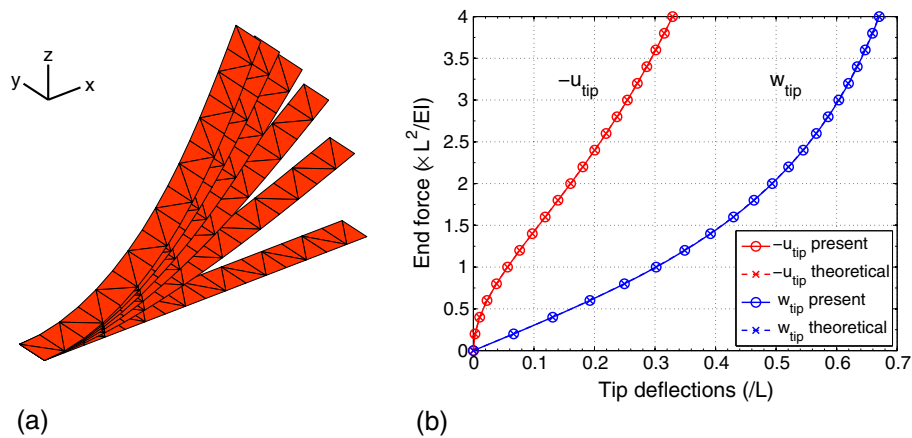 z
y
x
(a)
4
3.5
3
2.5
2
1.5
1
0.5
0
End force (× L²/EI)
-u_tip
w_tip
-u_tip present
-u_tip theoretical
w_tip present
w_tip theoretical
0 0.1 0.2 0.3 0.4 0.5 0.6 0.7
Tip deflections (/L)
(b)